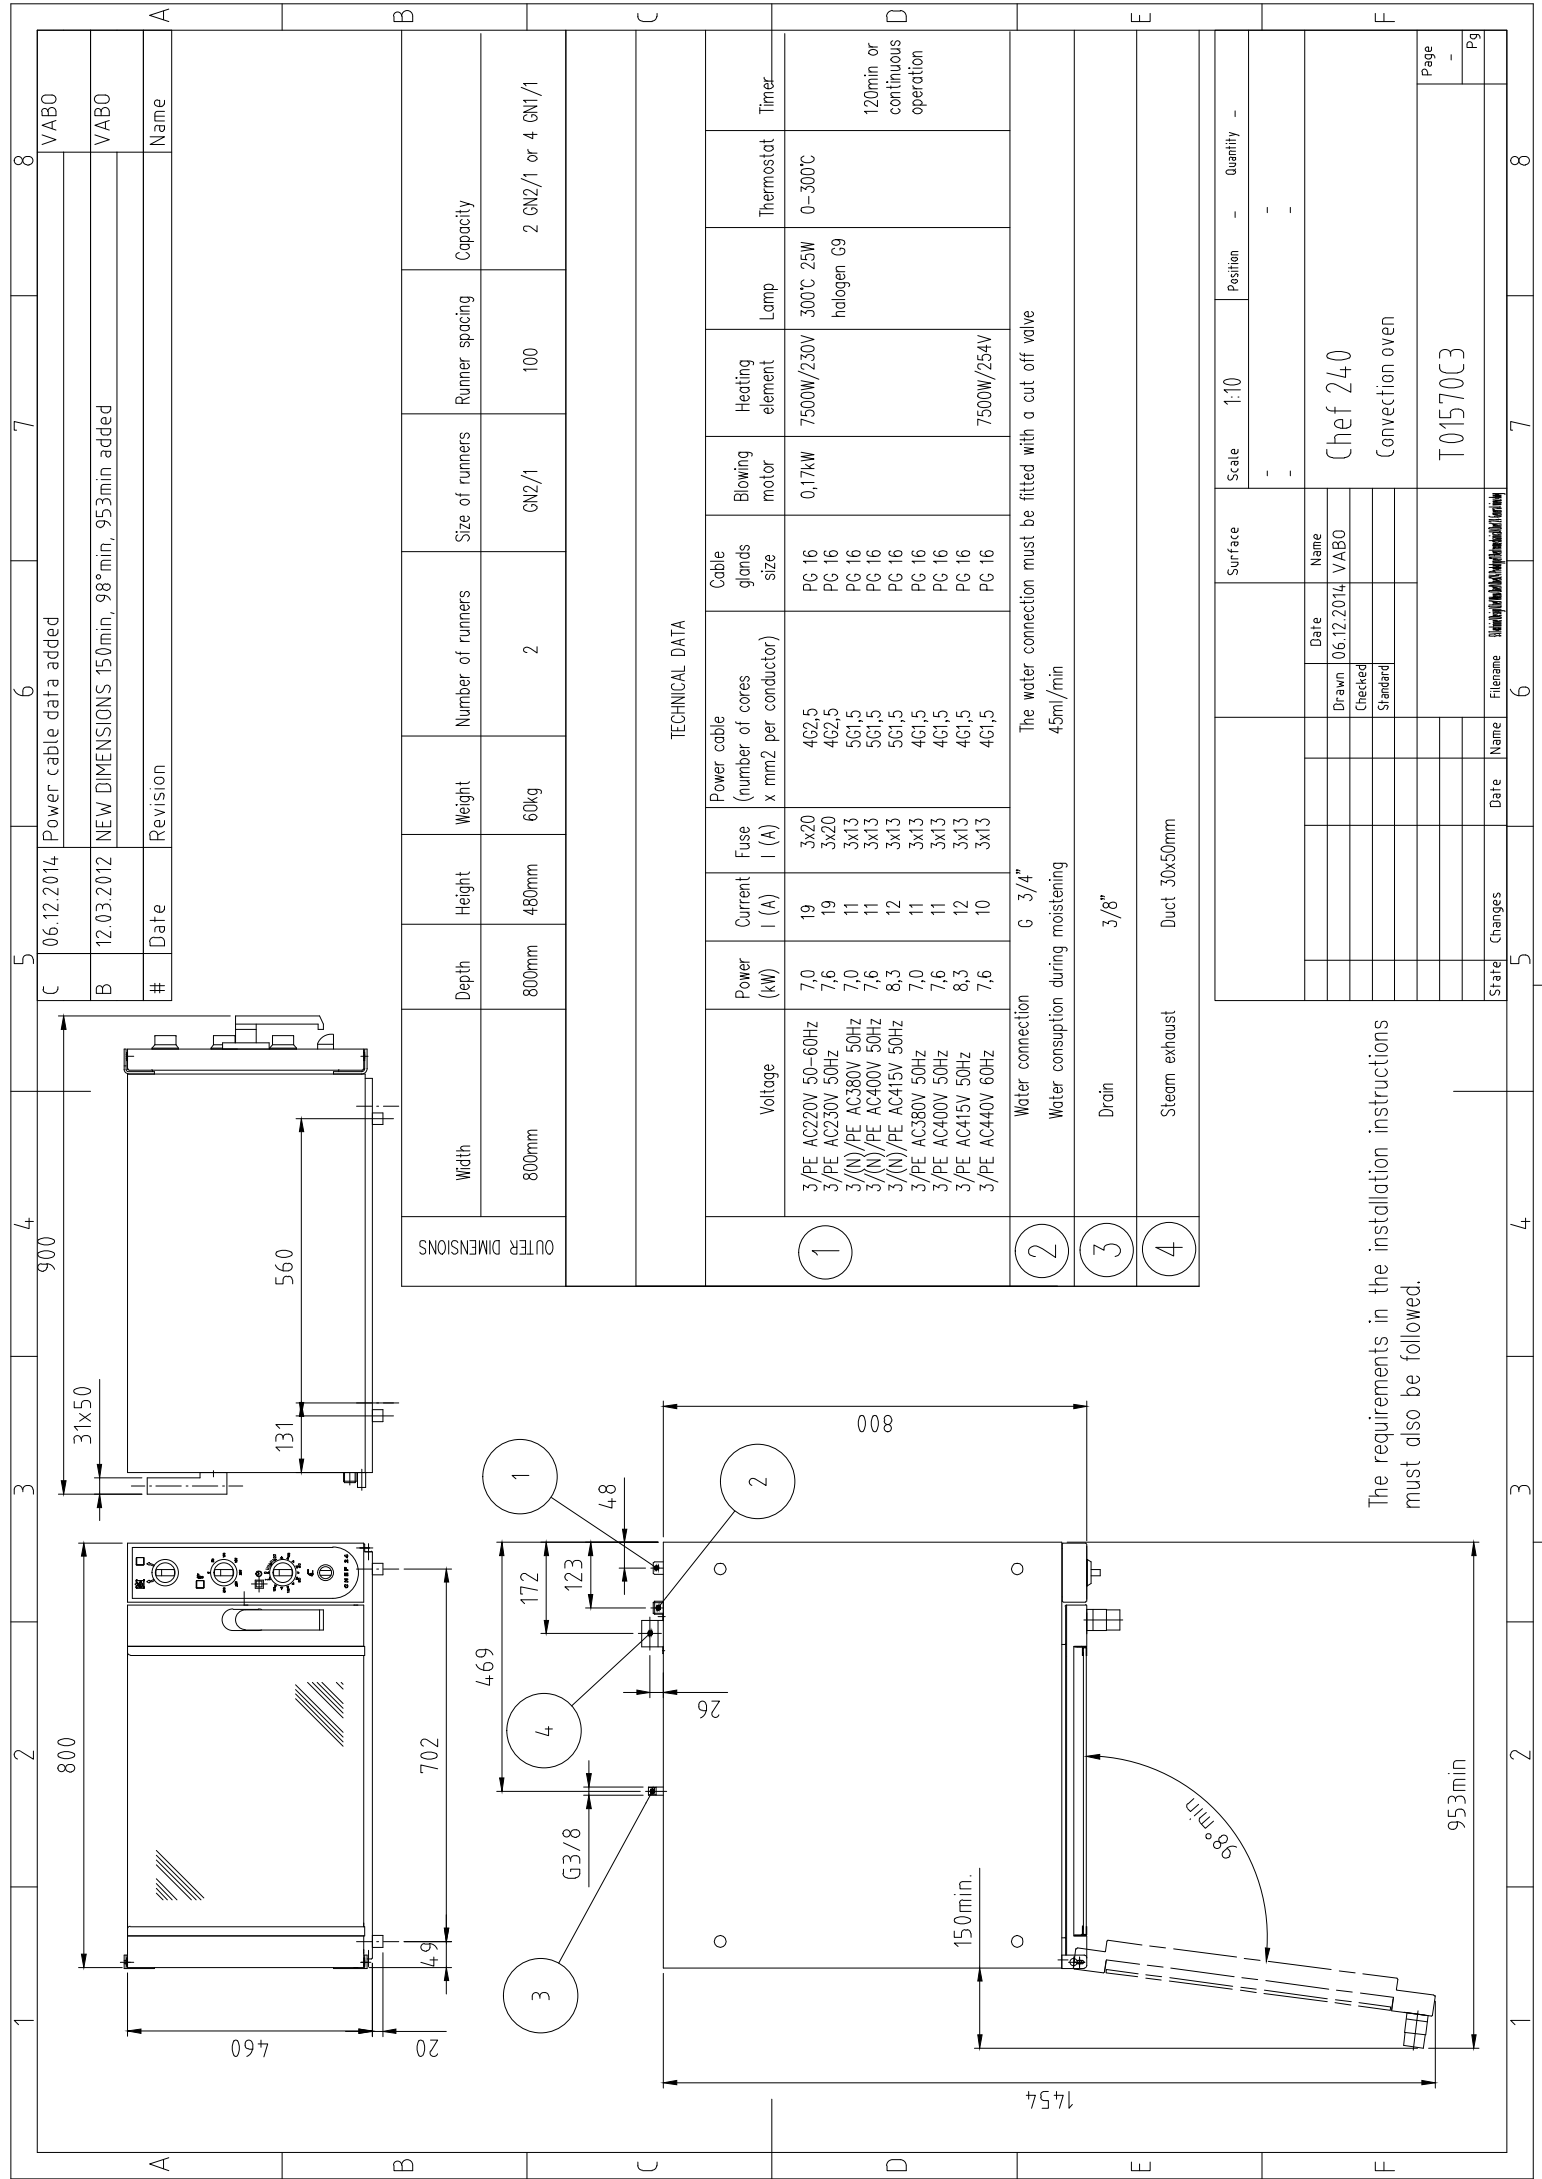 1 2 3 4 5 6 7 8
A
B
C
D
E
F
C 06.12.2014 Power cable data added VABO
B 12.03.2012 NEW DIMENSIONS 150min, 98°min, 953min added VABO
# Date Revision Name
800
460
20
49
702
CHEF 240
900
31x50
131
560
OUTER DIMENSIONS
Width Depth Height Weight Number of runners Size of runners Runner spacing Capacity
800mm 800mm 480mm 60kg 2 GN2/1 100 2 GN2/1 or 4 GN1/1
TECHNICAL DATA
1
Voltage
Power
(kW)
Current
I (A)
Fuse
I (A)
Power cable
(number of cores
x mm2 per conductor)
Cable
glands
size
Blowing
motor
Heating
element
Lamp
Thermostat
Timer
3/PE AC220V 50-60Hz 7,0 19 3x20 4G2,5 PG 16 0,17kW 7500W/230V 300°C 25W 0-300°C
3/PE AC230V 50Hz 7,6 19 3x20 4G2,5 PG 16 halogen G9
3/(N)/PE AC380V 50Hz 7,0 11 3x13 5G1,5 PG 16
3/(N)/PE AC400V 50Hz 7,6 11 3x13 5G1,5 PG 16
3/(N)/PE AC415V 50Hz 8,3 12 3x13 5G1,5 PG 16
3/PE AC380V 50Hz 7,0 11 3x13 4G1,5 PG 16
3/PE AC400V 50Hz 7,6 11 3x13 4G1,5 PG 16
3/PE AC415V 50Hz 8,3 12 3x13 4G1,5 PG 16
3/PE AC440V 60Hz 7,6 10 3x13 4G1,5 PG 16 7500W/254V
120min or
continuous
operation
2 Water connection G 3/4" The water connection must be fitted with a cut off valve
Water consuption during moistening 45ml/min
3 Drain 3/8"
4 Steam exhaust Duct 30x50mm
1
2
3
4
48
123
172
469
G3/8
26
800
150min.
98° min
953min
1454
The requirements in the installation instructions
must also be followed.
Surface Scale 1:10 Position - Quantity -
- -
- -
Date Name
Drawn 06.12.2014 VABO
Checked
Standard
Chef 240
Convection oven
T01570C3
Page
-
Pg
State Changes Date Name Filename
1 2 3 4 5 6 7 8
A
B
C
D
E
F